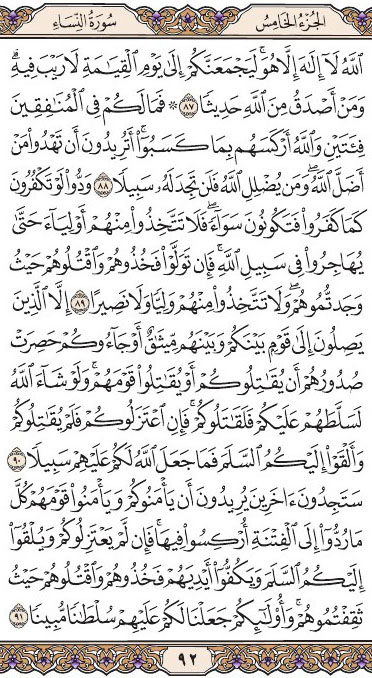 الجُزْءُ الخَامِسُ
سُورَةُ النِّسَاءِ
ٱللَّهُ لَآ إِلَٰهَ إِلَّا هُوَۚ لَيَجْمَعَنَّكُمْ إِلَىٰ يَوْمِ ٱلْقِيَٰمَةِ لَا رَيْبَ فِيهِۗ
وَمَنْ أَصْدَقُ مِنَ ٱللَّهِ حَدِيثًا ٨٧ ۞ فَمَا لَكُمْ فِى ٱلْمُنَٰفِقِينَ
فِئَتَيْنِ وَٱللَّهُ أَرْكَسَهُم بِمَا كَسَبُوٓا۟ۚ أَتُرِيدُونَ أَن تَهْدُوا۟ مَنْ
أَضَلَّ ٱللَّهُۖ وَمَن يُضْلِلِ ٱللَّهُ فَلَن تَجِدَ لَهُۥ سَبِيلًا ٨٨ وَدُّوا۟ لَوْ تَكْفُرُونَ
كَمَا كَفَرُوا۟ فَتَكُونُونَ سَوَآءًۖ فَلَا تَتَّخِذُوا۟ مِنْهُمْ أَوْلِيَآءَ حَتَّىٰ
يُهَاجِرُوا۟ فِى سَبِيلِ ٱللَّهِۚ فَإِن تَوَلَّوْا۟ فَخُذُوهُمْ وَٱقْتُلُوهُمْ حَيْثُ
وَجَدتُّمُوهُمْۖ وَلَا تَتَّخِذُوا۟ مِنْهُمْ وَلِيًّا وَلَا نَصِيرًا ٨٩ إِلَّا ٱلَّذِينَ
يَصِلُونَ إِلَىٰ قَوْمٍۭ بَيْنَكُمْ وَبَيْنَهُم مِّيثَٰقٌ أَوْ جَآءُوكُمْ حَصِرَتْ
صُدُورُهُمْ أَن يُقَٰتِلُوكُمْ أَوْ يُقَٰتِلُوا۟ قَوْمَهُمْۚ وَلَوْ شَآءَ ٱللَّهُ
لَسَلَّطَهُمْ عَلَيْكُمْ فَلَقَٰتَلُوكُمْۚ فَإِنِ ٱعْتَزَلُوكُمْ فَلَمْ يُقَٰتِلُوكُمْ
وَأَلْقَوْا۟ إِلَيْكُمُ ٱلسَّلَمَ فَمَا جَعَلَ ٱللَّهُ لَكُمْ عَلَيْهِمْ سَبِيلًا ٩٠
سَتَجِدُونَ ءَاخَرِينَ يُرِيدُونَ أَن يَأْمَنُوكُمْ وَيَأْمَنُوا۟ قَوْمَهُمْ كُلَّ
مَا رُدُّوٓا۟ إِلَى ٱلْفِتْنَةِ أُرْكِسُوا۟ فِيهَاۚ فَإِن لَّمْ يَعْتَزِلُوكُمْ وَيُلْقُوٓا۟
إِلَيْكُمُ ٱلسَّلَمَ وَيَكُفُّوٓا۟ أَيْدِيَهُمْ فَخُذُوهُمْ وَٱقْتُلُوهُمْ حَيْثُ
ثَقِفْتُمُوهُمْۚ وَأُو۟لَٰٓئِكُمْ جَعَلْنَا لَكُمْ عَلَيْهِمْ سُلْطَٰنًا مُّبِينًا ٩١
٩٢